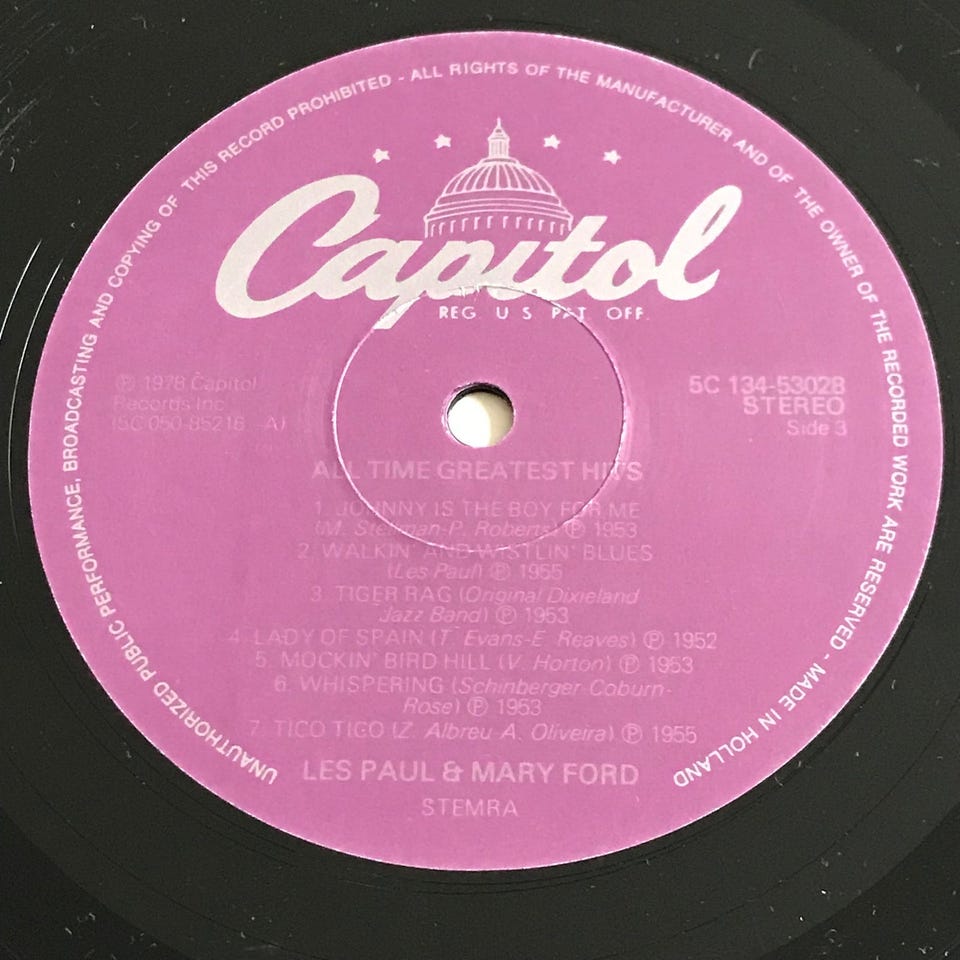 UNAUTHORIZED PUBLIC PERFORMANCE, BROADCASTING AND COPYING OF THIS RECORD PROHIBITED - ALL RIGHTS OF THE MANUFACTURER AND OF THE OWNER OF THE RECORDED WORK ARE RESERVED - MADE IN HOLLAND
Capitol
REG. U S PAT OFF.
℗ 1978 Capitol
Records Inc
(5C 050-85218 -A)
5C 134-53028
STEREO
Side 3
ALL TIME GREATEST HITS
1. JOHNNY IS THE BOY FOR ME
(M. Stellman-P. Roberts) ℗ 1953
2. WALKIN' AND WISTLIN' BLUES
(Les Paul) ℗ 1955
3. TIGER RAG (Original Dixieland
Jazz Band) ℗ 1953
4. LADY OF SPAIN (T. Evans-E. Reaves) ℗ 1952
5. MOCKIN' BIRD HILL (V. Horton) ℗ 1953
6. WHISPERING (Schinberger-Coburn-
Rose) ℗ 1953
7. TICO TICO (Z. Albreu-A. Oliveira) ℗ 1955
LES PAUL & MARY FORD
STEMRA